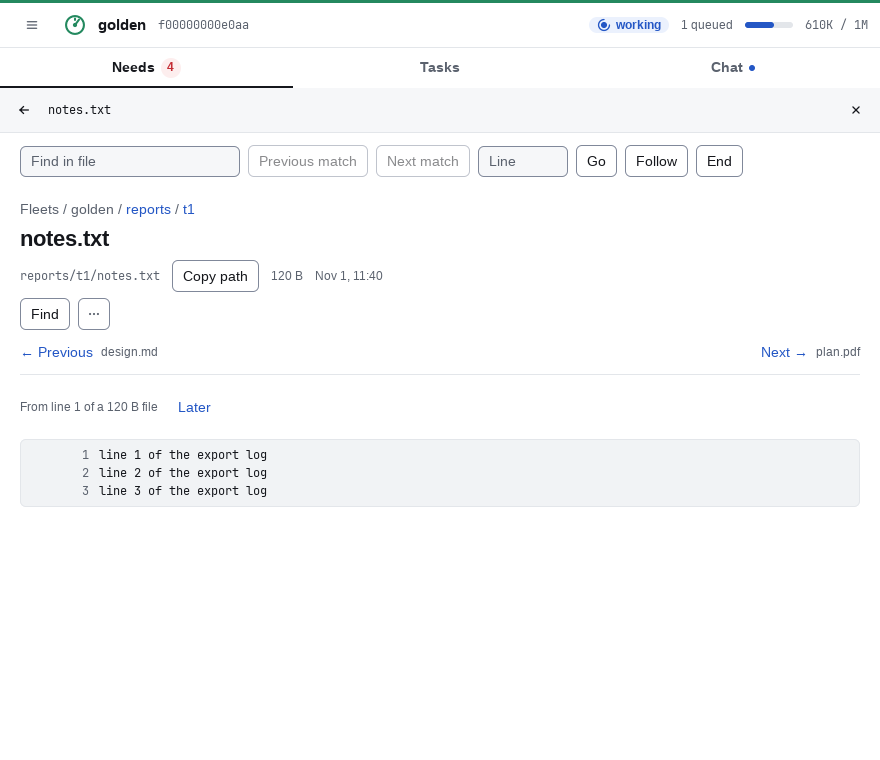 golden f00000000e0aa working 1 queued 610K / 1M
Needs 4 Tasks Chat
notes.txt
Find in file Previous match Next match Line Go Follow End
Fleets / golden / reports / t1
notes.txt
reports/t1/notes.txt Copy path 120 B Nov 1, 11:40
Find ···
← Previous design.md Next → plan.pdf
From line 1 of a 120 B file Later
1 line 1 of the export log
2 line 2 of the export log
3 line 3 of the export log